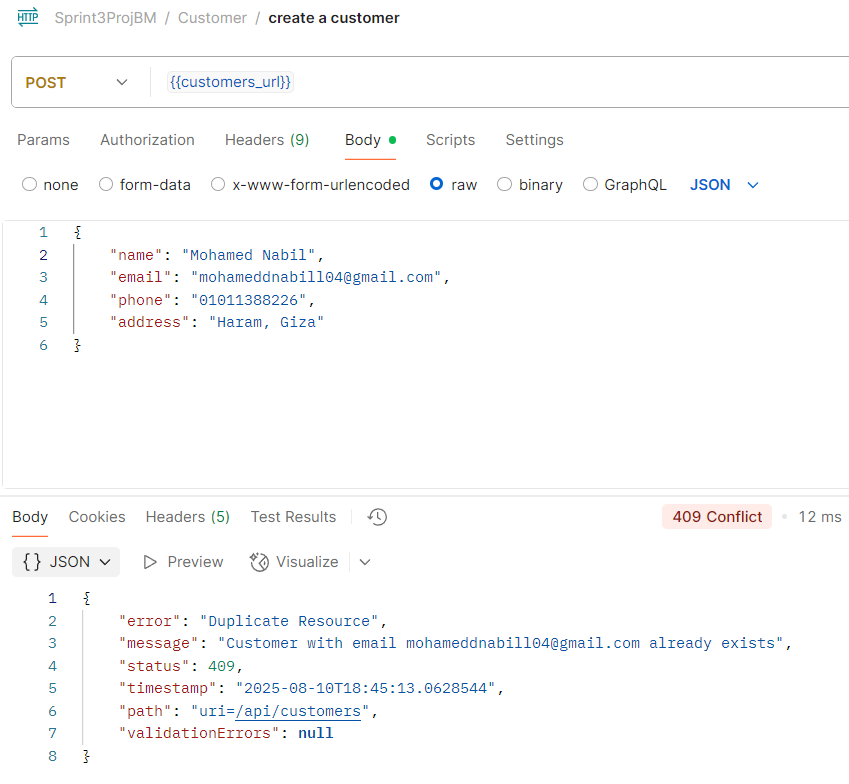 HTTP Sprint3ProjBM / Customer / create a customer
POST {{customers_url}}
Params Authorization Headers (9) Body Scripts Settings
none form-data x-www-form-urlencoded raw binary GraphQL JSON
1 {
2 "name": "Mohamed Nabil",
3 "email": "mohameddnabill04@gmail.com",
4 "phone": "01011388226",
5 "address": "Haram, Giza"
6 }
Body Cookies Headers (5) Test Results 409 Conflict 12 ms
{} JSON Preview Visualize
1 {
2 "error": "Duplicate Resource",
3 "message": "Customer with email mohameddnabill04@gmail.com already exists",
4 "status": 409,
5 "timestamp": "2025-08-10T18:45:13.0628544",
6 "path": "uri=/api/customers",
7 "validationErrors": null
8 }